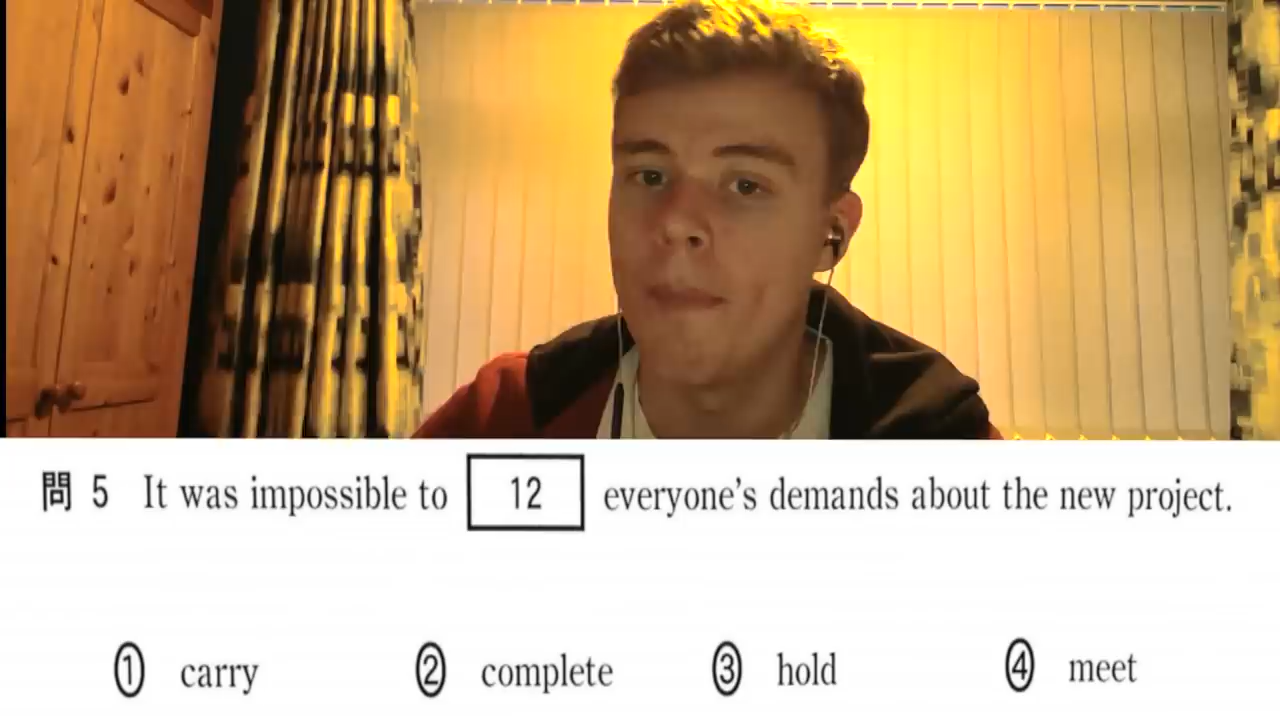 問 5 It was impossible to 12 everyone's demands about the new project.
① carry ② complete ③ hold ④ meet